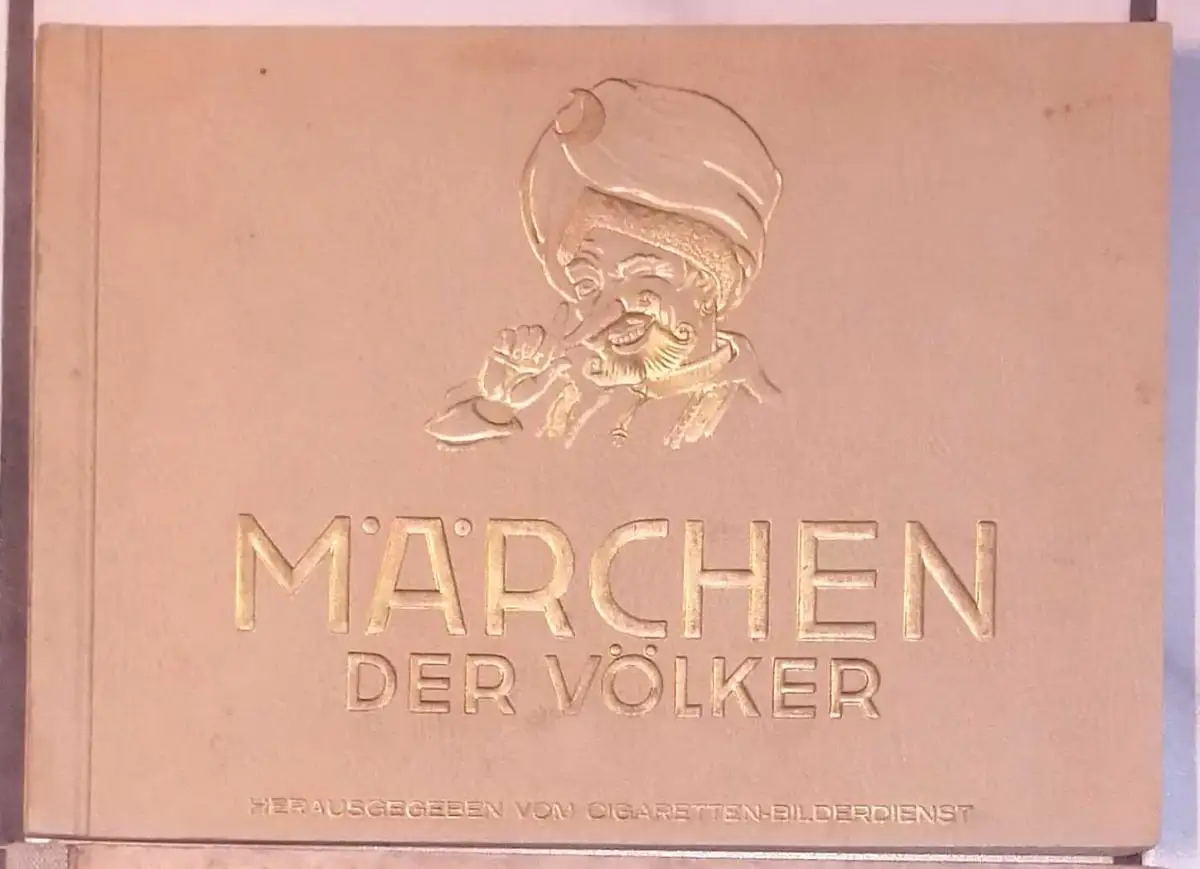 MÄRCHEN
DER VÖLKER
HERAUSGEGEBEN VOM CIGARETTEN-BILDERDIENST